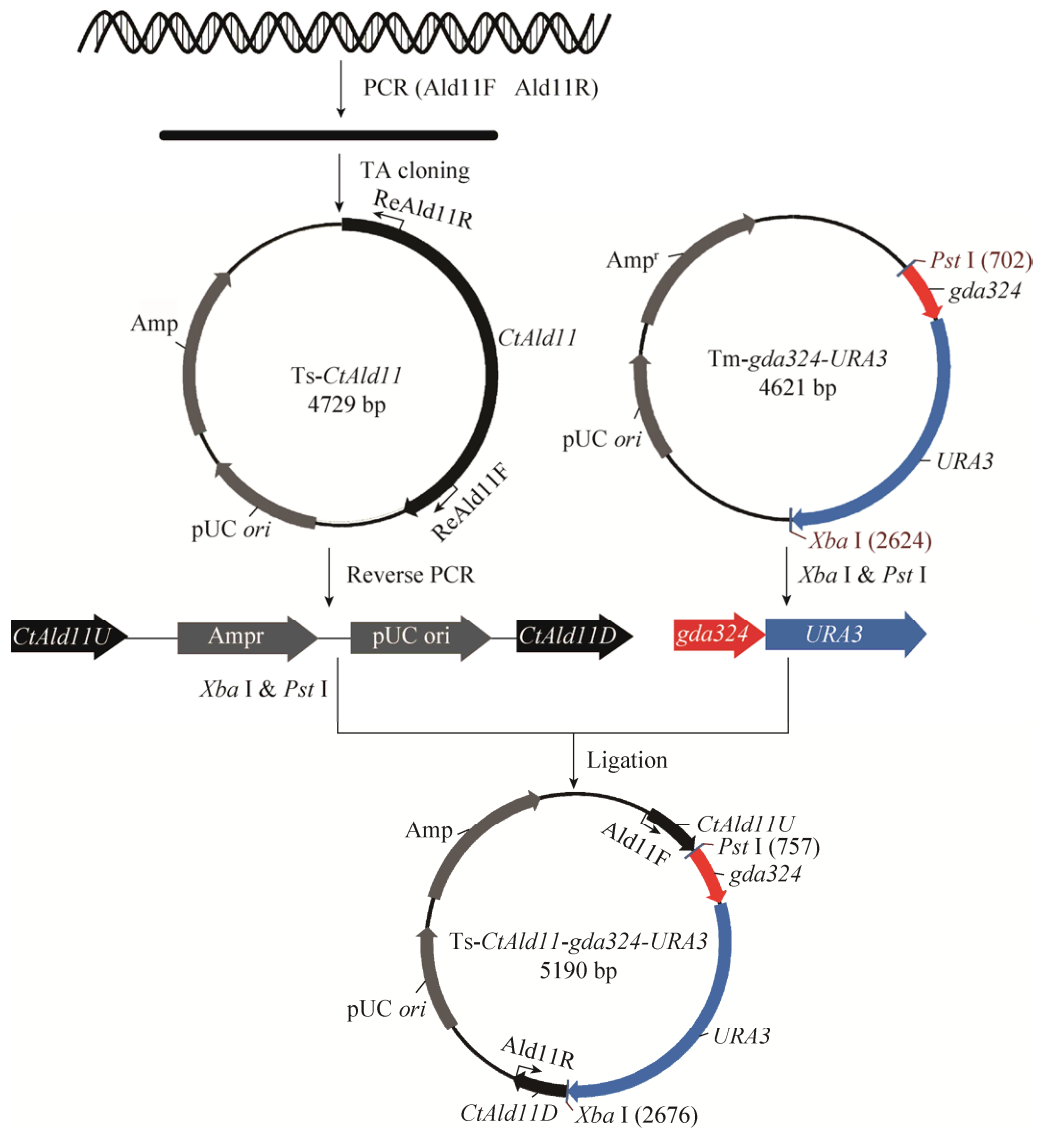 PCR (Ald11F Ald11R)
TA cloning
ReAld11R
Amp
CtAld11
Ts-CtAld11
4729 bp
ReAld11F
pUC ori
Ampʳ
Pst I (702)
gda324
Tm-gda324-URA3
4621 bp
pUC ori
URA3
Xba I (2624)
Reverse PCR
Xba I & Pst I
CtAld11U
Ampr
pUC ori
CtAld11D
gda324
URA3
Xba I & Pst I
Ligation
Amp
Ald11F
CtAld11U
Pst I (757)
gda324
Ts-CtAld11-gda324-URA3
5190 bp
pUC ori
URA3
Ald11R
CtAld11D
Xba I (2676)